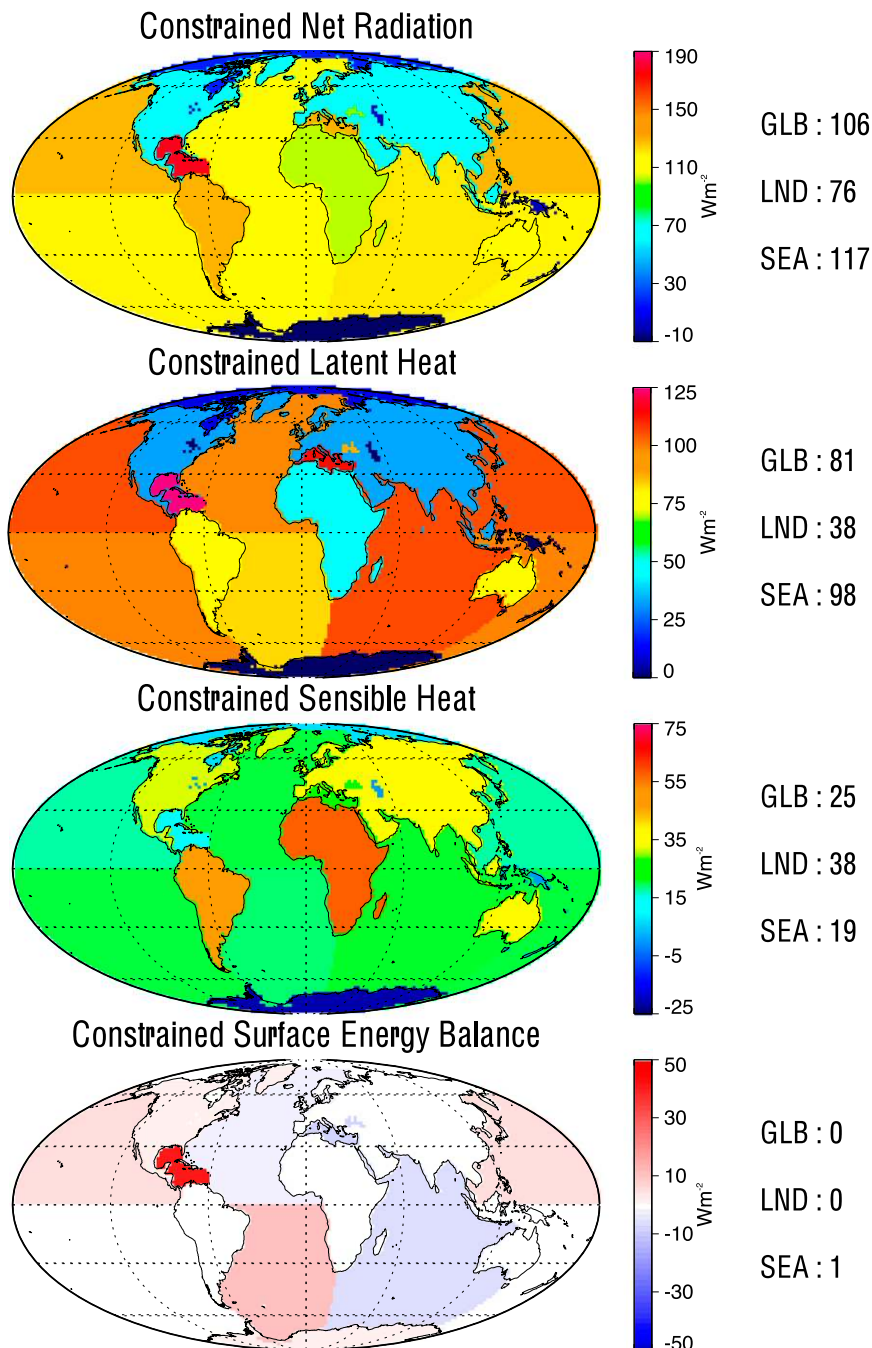 Constrained Net Radiation
190
150
110
70
30
-10
Wm-2
GLB : 106
LND : 76
SEA : 117
Constrained Latent Heat
125
100
75
50
25
0
Wm-2
GLB : 81
LND : 38
SEA : 98
Constrained Sensible Heat
75
55
35
15
-5
-25
Wm-2
GLB : 25
LND : 38
SEA : 19
Constrained Surface Energy Balance
50
30
10
-10
-30
-50
Wm-2
GLB : 0
LND : 0
SEA : 1